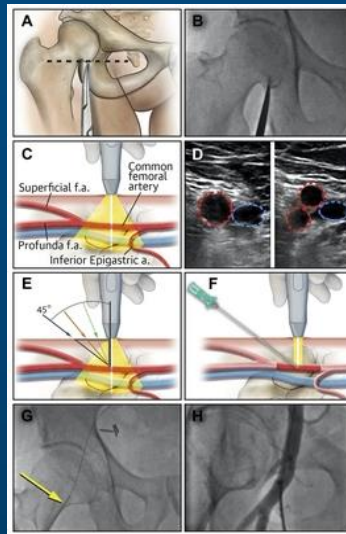 A
B
C
Common
femoral
artery
Superficial f.a.
Profunda f.a.
Inferior Epigastric a.
D
E
45°
F
G
H